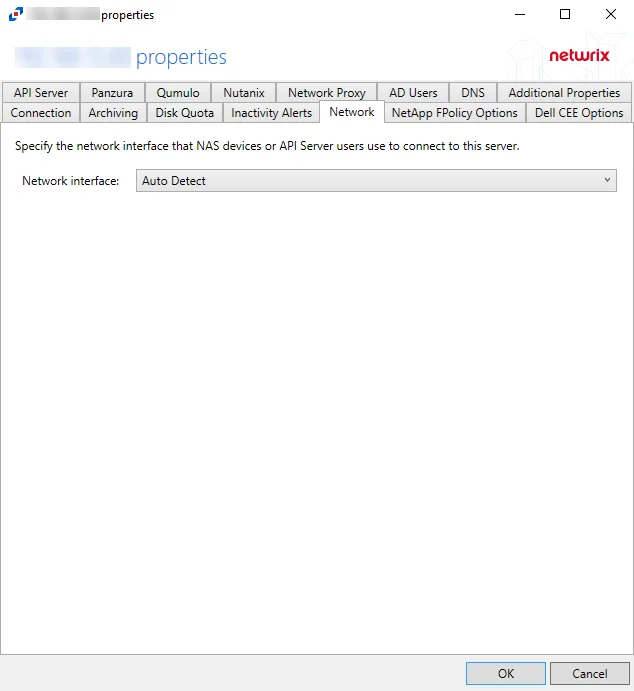 properties
properties
netwrix
API Server Panzura Qumulo Nutanix Network Proxy AD Users DNS Additional Properties
Connection Archiving Disk Quota Inactivity Alerts Network NetApp FPolicy Options Dell CEE Options
Specify the network interface that NAS devices or API Server users use to connect to this server.
Network interface: Auto Detect
OK Cancel